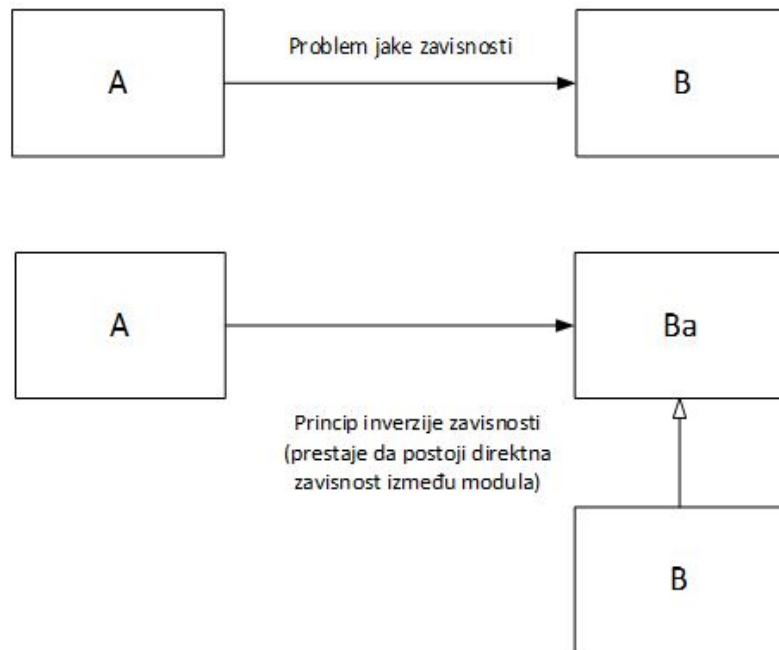 Problem jake zavisnosti
A
B
A
Ba
Princip inverzije zavisnosti
(prestaje da postoji direktna
zavisnost između modula)
B